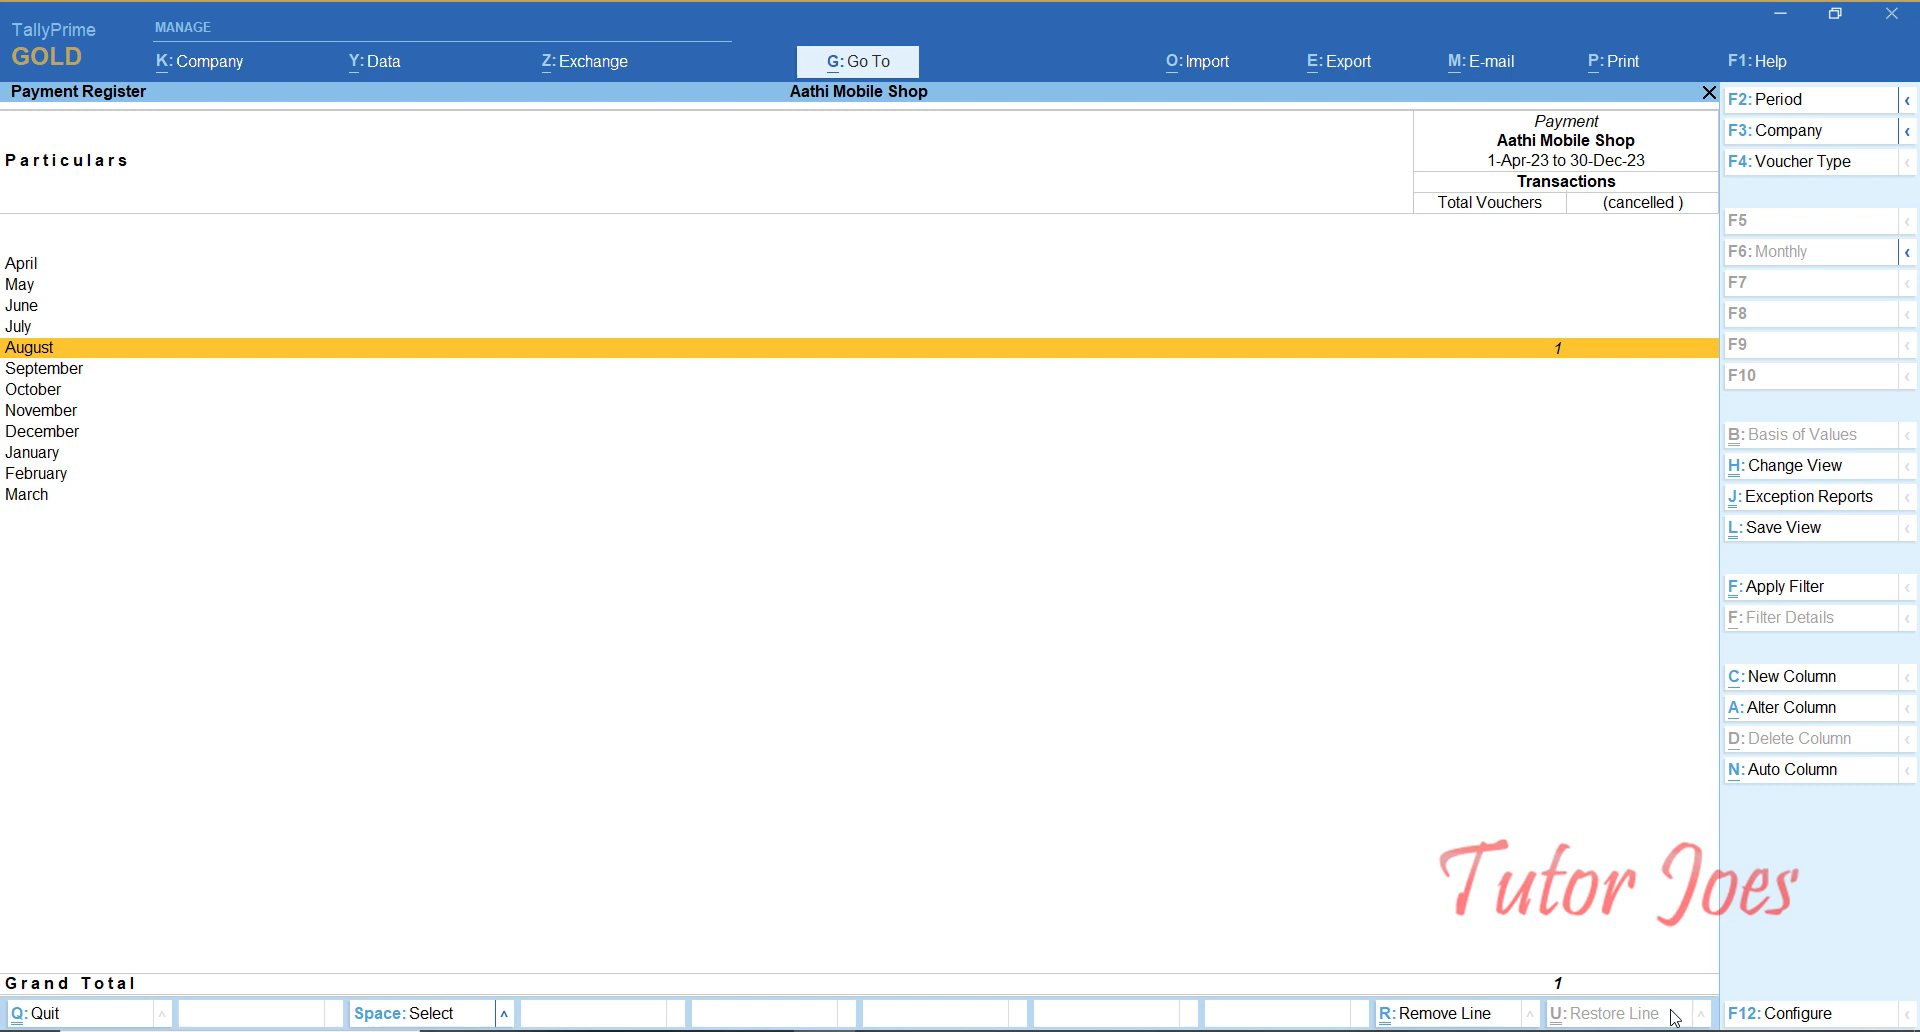 TallyPrime
GOLD
MANAGE
K: Company
Y: Data
Z: Exchange
G: Go To
O: Import
E: Export
M: E-mail
P: Print
F1: Help
Payment Register
Aathi Mobile Shop
Particulars
Payment
Aathi Mobile Shop
1-Apr-23 to 30-Dec-23
Transactions
Total Vouchers (cancelled )
April
May
June
July
August 1
September
October
November
December
January
February
March
Grand Total 1
F2: Period
F3: Company
F4: Voucher Type
F5
F6: Monthly
F7
F8
F9
F10
B: Basis of Values
H: Change View
J: Exception Reports
L: Save View
F: Apply Filter
F: Filter Details
C: New Column
A: Alter Column
D: Delete Column
N: Auto Column
Tutor Joes
Q: Quit
Space: Select
R: Remove Line
U: Restore Line
F12: Configure